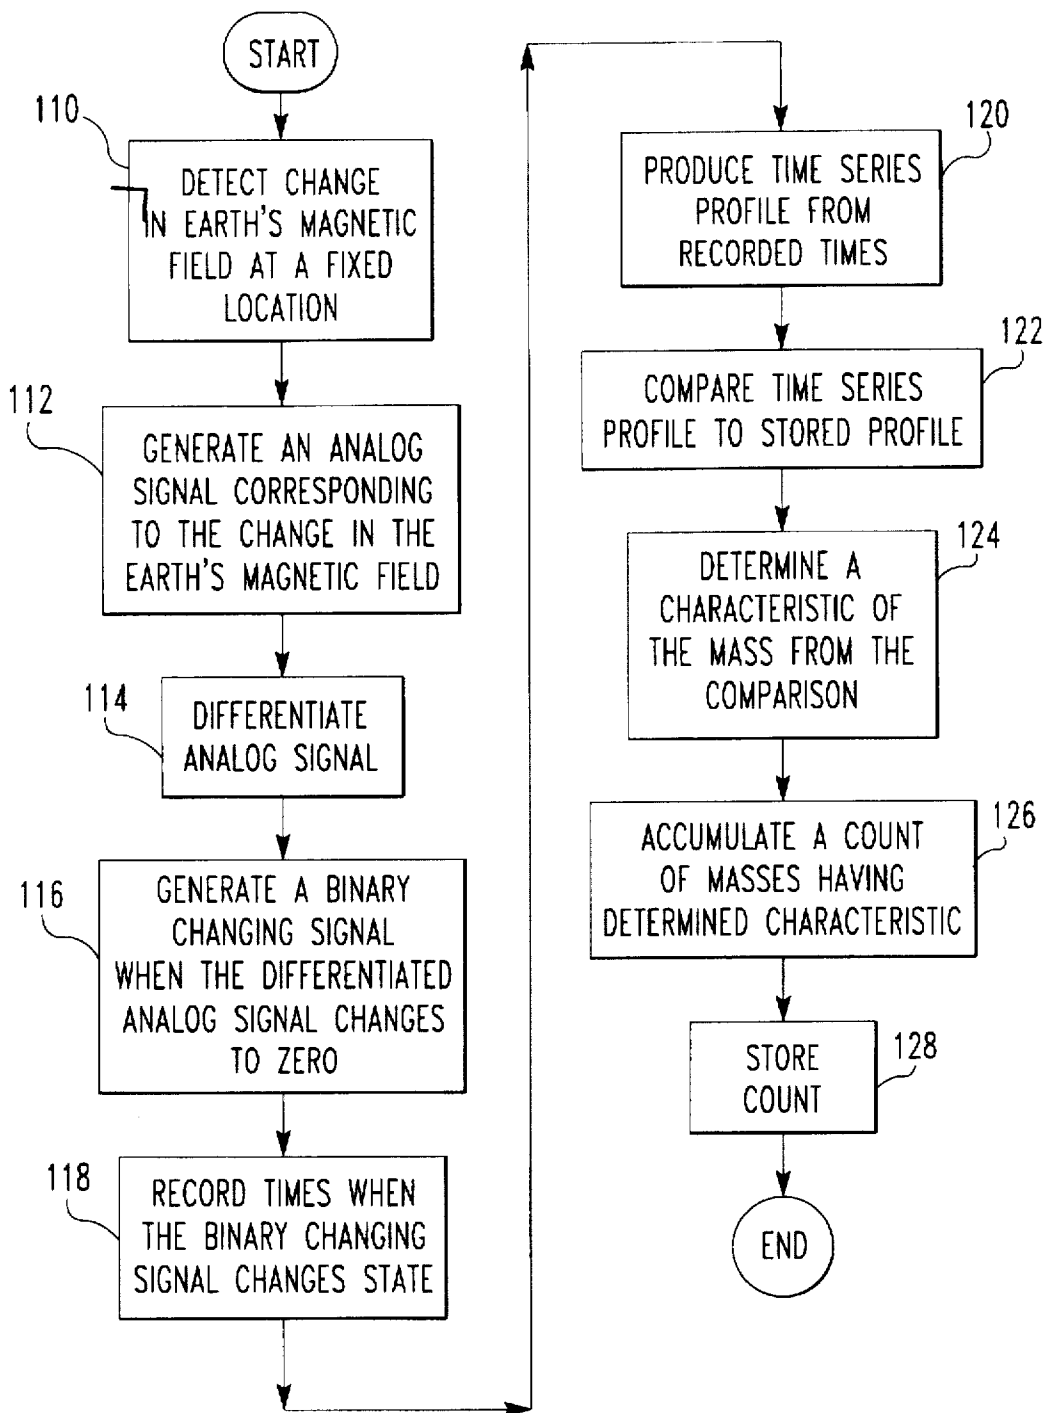 START
110
DETECT CHANGE
IN EARTH'S MAGNETIC
FIELD AT A FIXED
LOCATION
112
GENERATE AN ANALOG
SIGNAL CORRESPONDING
TO THE CHANGE IN THE
EARTH'S MAGNETIC FIELD
114
DIFFERENTIATE
ANALOG SIGNAL
116
GENERATE A BINARY
CHANGING SIGNAL
WHEN THE DIFFERENTIATED
ANALOG SIGNAL CHANGES
TO ZERO
118
RECORD TIMES WHEN
THE BINARY CHANGING
SIGNAL CHANGES STATE
120
PRODUCE TIME SERIES
PROFILE FROM
RECORDED TIMES
122
COMPARE TIME SERIES
PROFILE TO STORED PROFILE
124
DETERMINE A
CHARACTERISTIC OF
THE MASS FROM THE
COMPARISON
126
ACCUMULATE A COUNT
OF MASSES HAVING
DETERMINED CHARACTERISTIC
128
STORE
COUNT
END